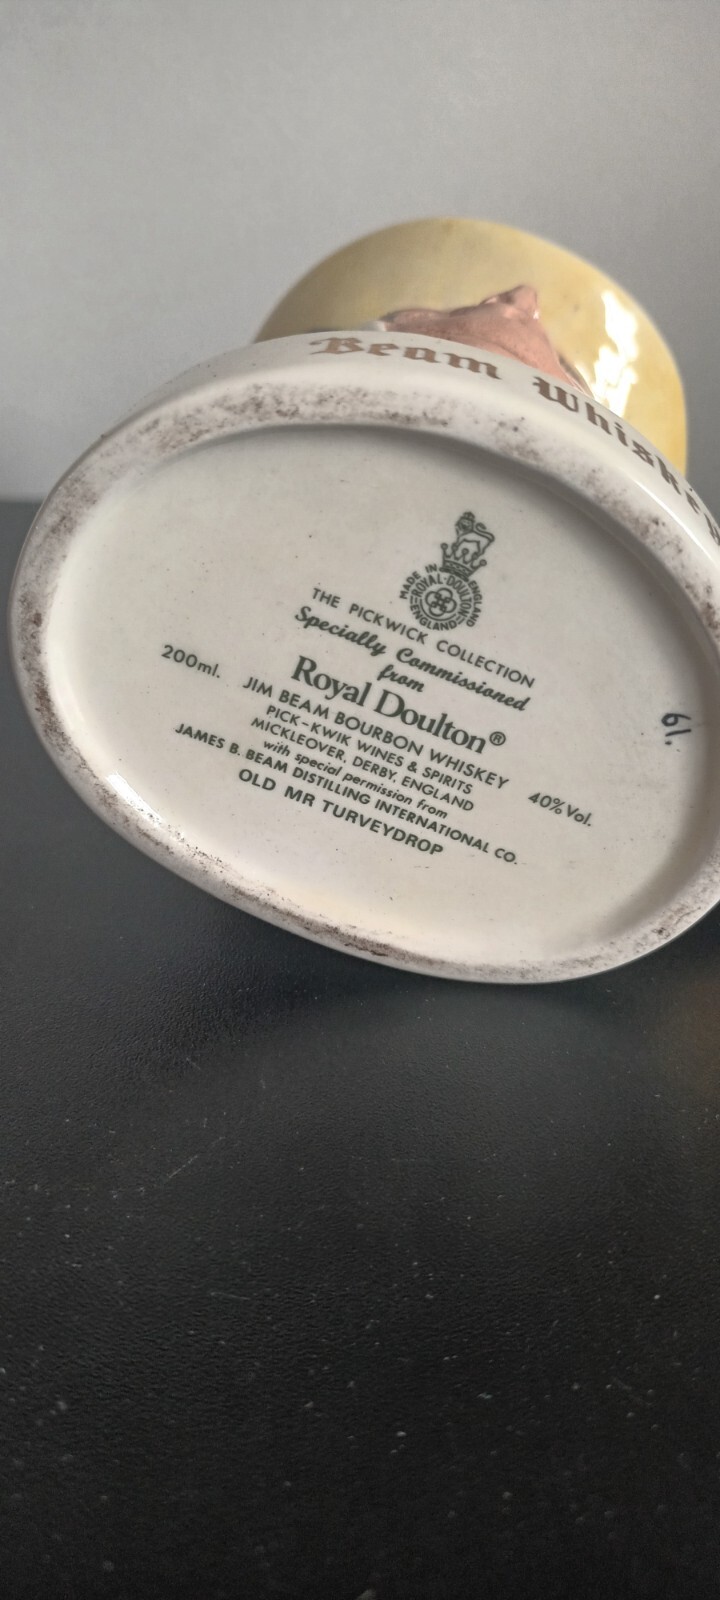 Beam Whiskey
MADE IN ENGLAND
ROYAL-DOULTON
ENGLAND
THE PICKWICK COLLECTION
Specially Commissioned
from
Royal Doulton®
200ml. JIM BEAM BOURBON WHISKEY 40% Vol.
PICK-KWIK WINES & SPIRITS
MICKLEOVER, DERBY, ENGLAND
with special permission from
JAMES B. BEAM DISTILLING INTERNATIONAL CO.
OLD MR TURVEYDROP